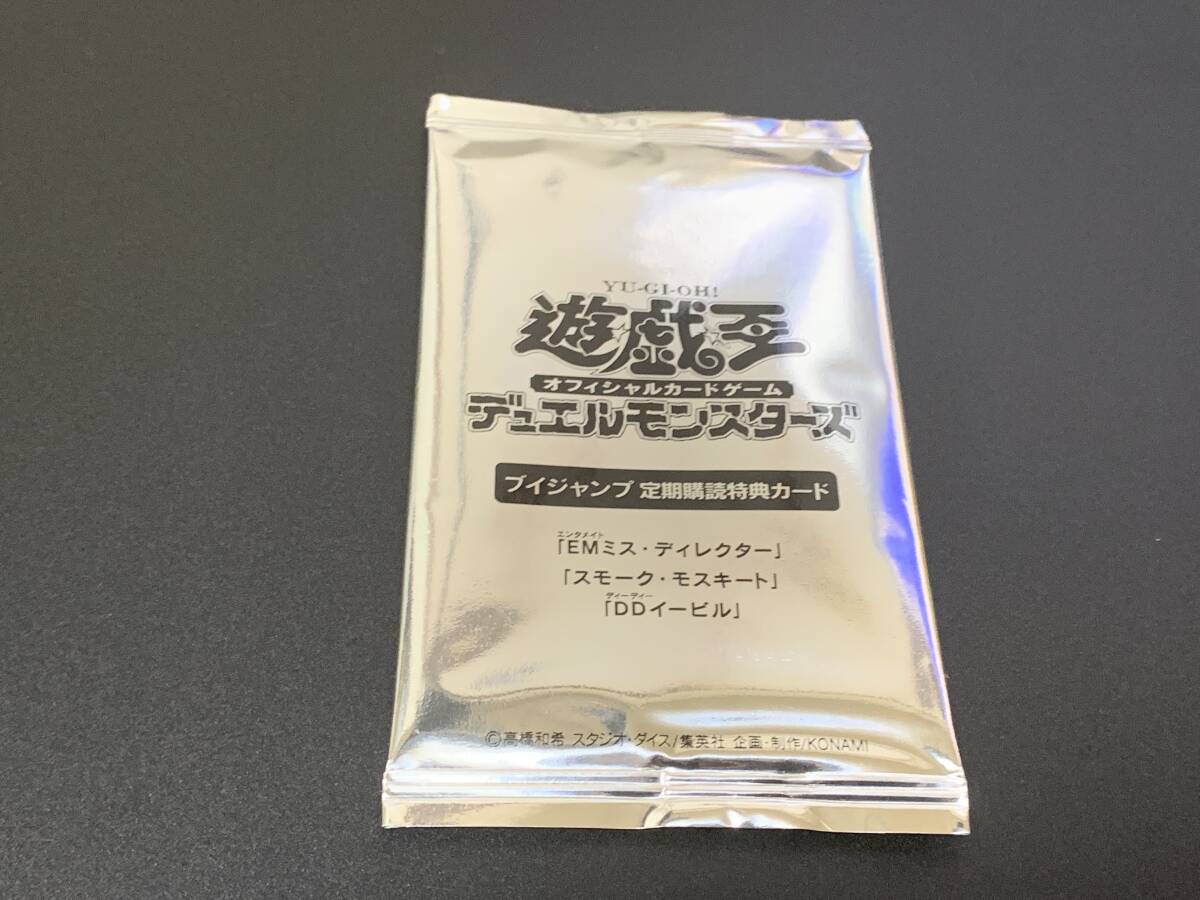 YU-GI-OH!
遊戯王
オフィシャルカードゲーム
デュエルモンスターズ
ブイジャンプ 定期購読特典カード
エンタメイト
「EMミス・ディレクター」
「スモーク・モスキート」
ディーディー
「DDイービル」
©高橋和希 スタジオ・ダイス/集英社 企画・制作/KONAMI